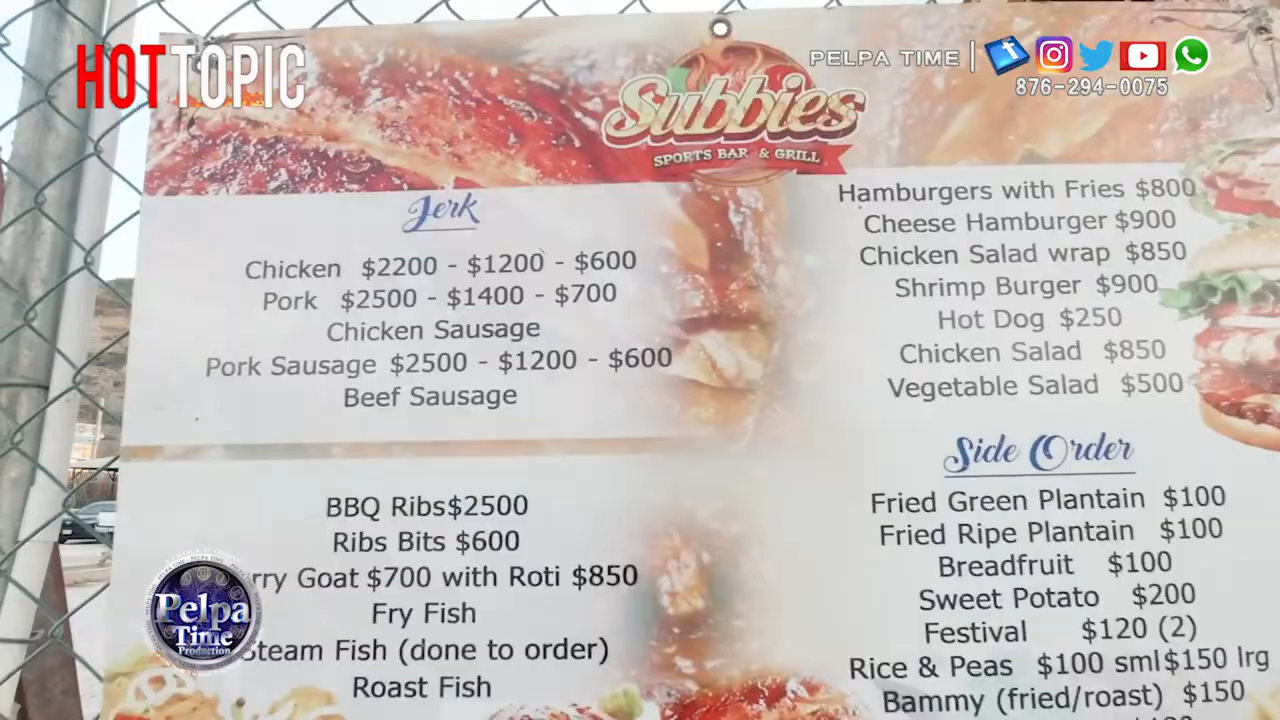 HOTTOPIC
PELPA TIME |
876-294-0075
Subbies
SPORTS BAR & GRILL
Jerk
Chicken $2200 - $1200 - $600
Pork $2500 - $1400 - $700
Chicken Sausage
Pork Sausage $2500 - $1200 - $600
Beef Sausage
BBQ Ribs$2500
Ribs Bits $600
rry Goat $700 with Roti $850
Fry Fish
Steam Fish (done to order)
Roast Fish
Hamburgers with Fries $800
Cheese Hamburger $900
Chicken Salad wrap $850
Shrimp Burger $900
Hot Dog $250
Chicken Salad $850
Vegetable Salad $500
Side Order
Fried Green Plantain $100
Fried Ripe Plantain $100
Breadfruit $100
Sweet Potato $200
Festival $120 (2)
Rice & Peas $100 sml $150 lrg
Bammy (fried/roast) $150
Pelpa
Time
Production